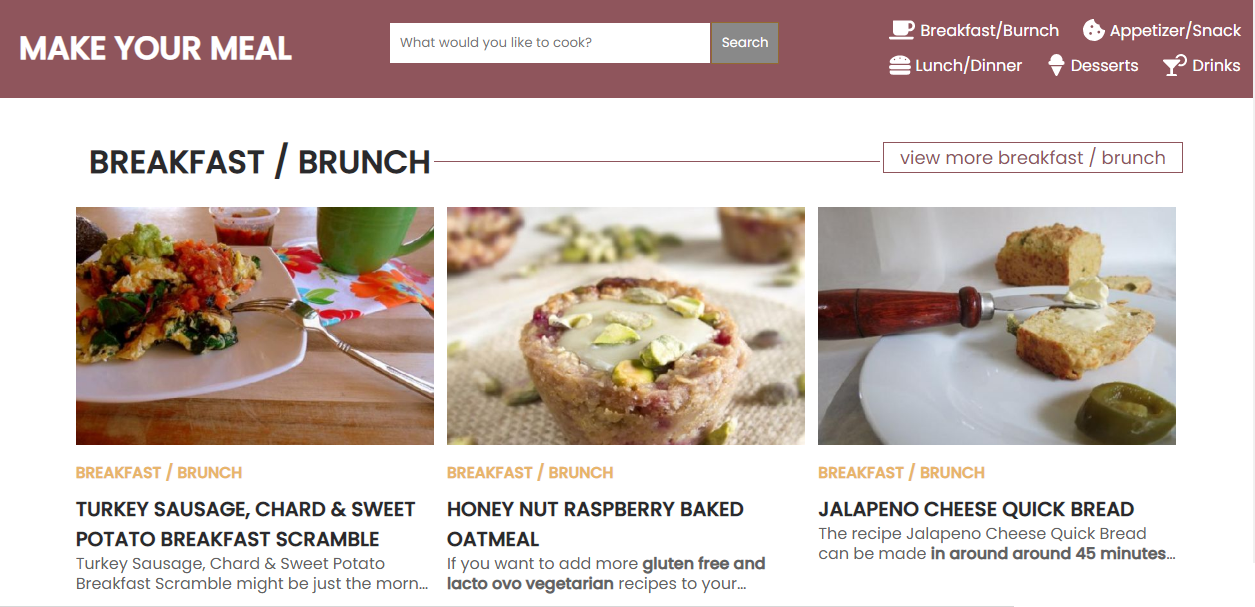 MAKE YOUR MEAL
What would you like to cook?
Search
Breakfast/Burnch
Appetizer/Snack
Lunch/Dinner
Desserts
Drinks
BREAKFAST / BRUNCH
view more breakfast / brunch
BREAKFAST / BRUNCH
TURKEY SAUSAGE, CHARD & SWEET
POTATO BREAKFAST SCRAMBLE
Turkey Sausage, Chard & Sweet Potato
Breakfast Scramble might be just the morn...
BREAKFAST / BRUNCH
HONEY NUT RASPBERRY BAKED
OATMEAL
If you want to add more gluten free and
lacto ovo vegetarian recipes to your...
BREAKFAST / BRUNCH
JALAPENO CHEESE QUICK BREAD
The recipe Jalapeno Cheese Quick Bread
can be made in around around 45 minutes...